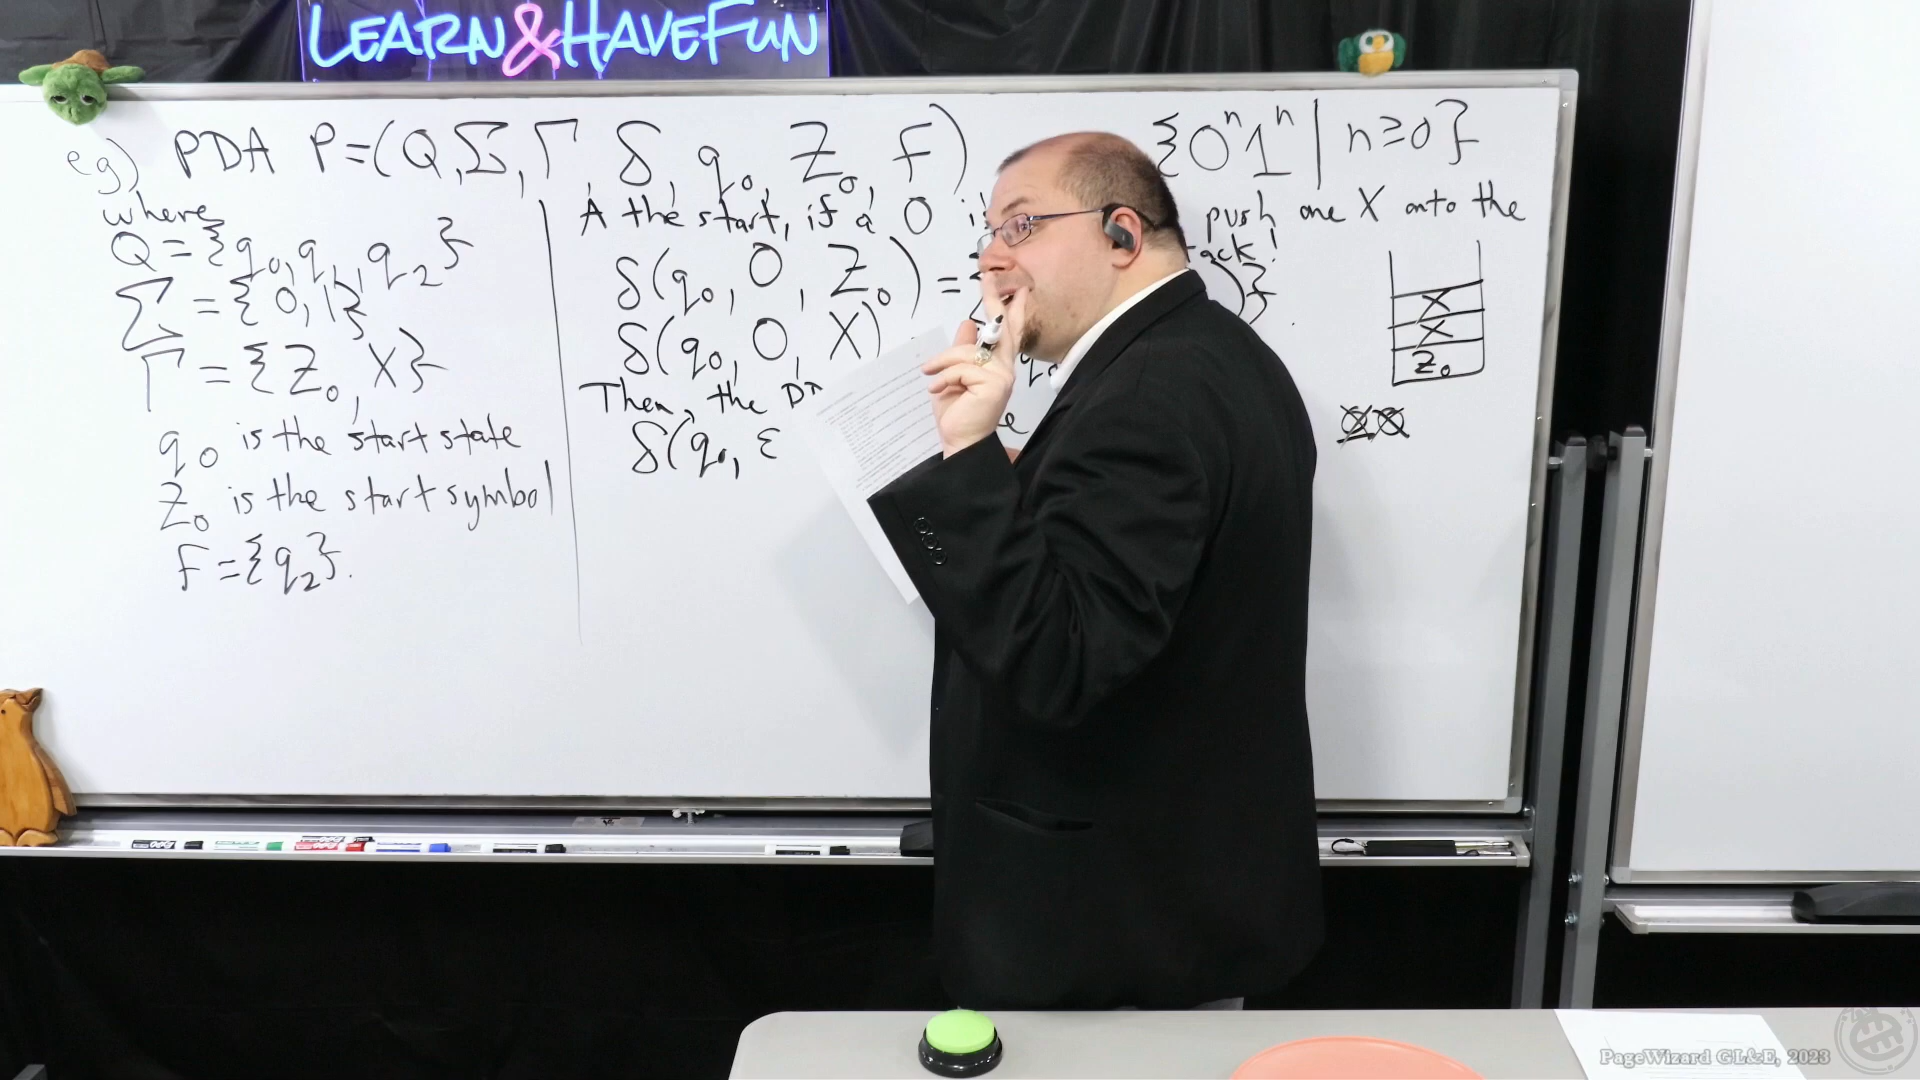 LEARN&HAVEFUN
eg) PDA P=(Q,Σ,Γ,δ,q₀,Z₀,F) {0ⁿ1ⁿ | n≥0}
where
Q={q₀,q₁,q₂}
Σ={0,1}
Γ={Z₀,X}
q₀ is the start state
Z₀ is the start symbol
F={q₂}.
A the start, if a 0 push one X onto the
δ(q₀,0,Z₀)={ )}.
δ(q₀,0,X)
Then, the
δ(q₀,ε
X
X
Z₀
PageWizard GL&E, 2023